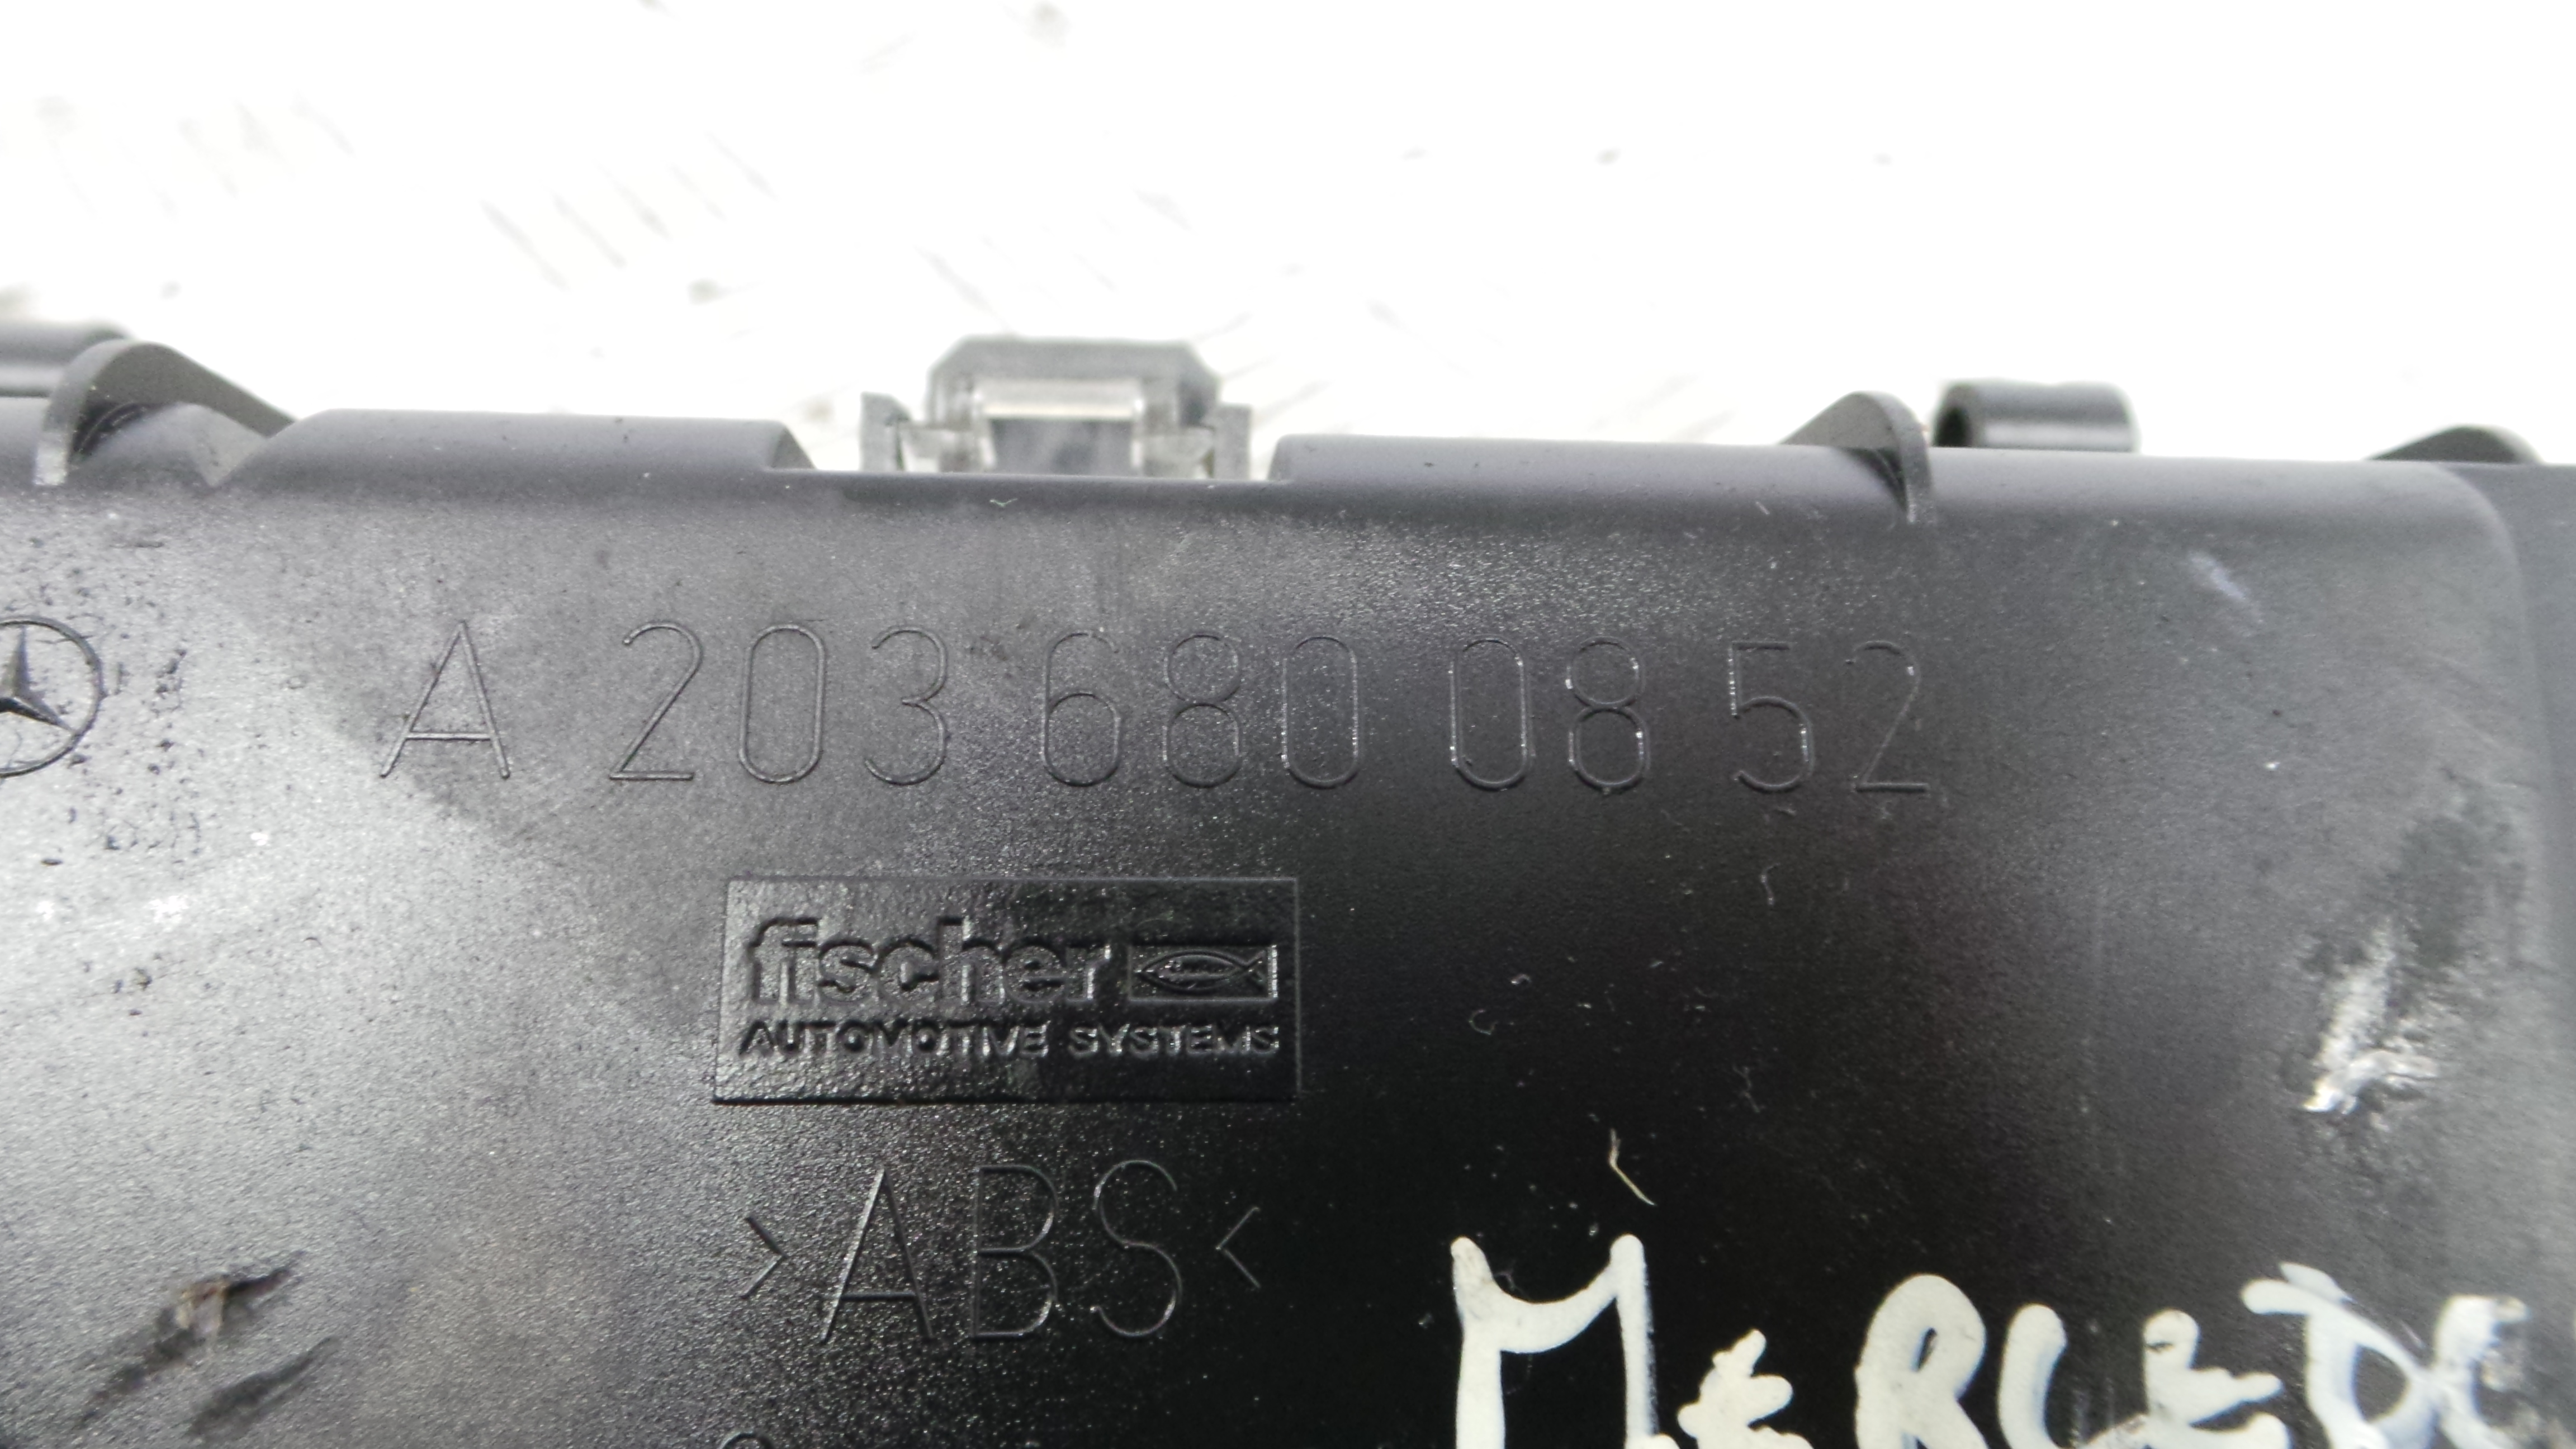 A 203 680 08 52
fischer
AUTOMOTIVE SYSTEMS
>ABS<